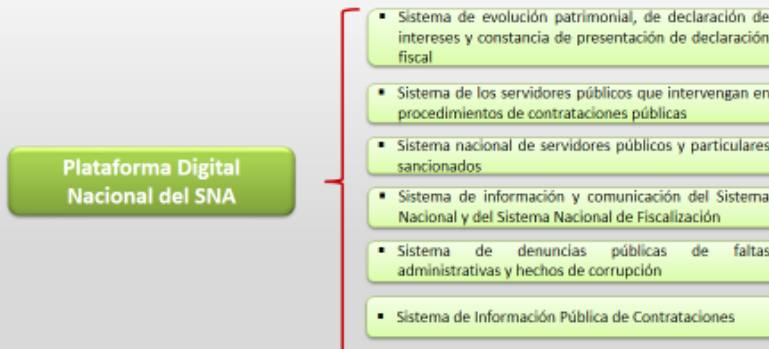 Plataforma Digital
Nacional del SNA
▪ Sistema de evolución patrimonial, de declaración de
intereses y constancia de presentación de declaración
fiscal
▪ Sistema de los servidores públicos que intervengan en
procedimientos de contrataciones públicas
▪ Sistema nacional de servidores públicos y particulares
sancionados
▪ Sistema de información y comunicación del Sistema
Nacional y del Sistema Nacional de Fiscalización
▪ Sistema de denuncias públicas de faltas
administrativas y hechos de corrupción
▪ Sistema de Información Pública de Contrataciones